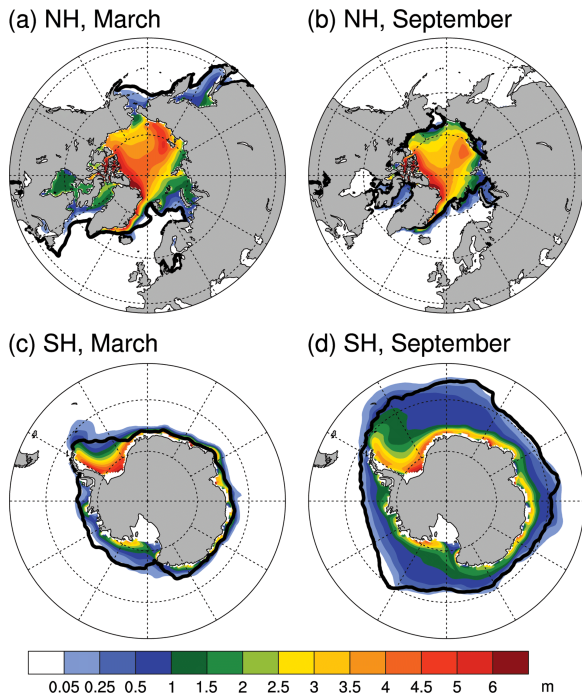 (a) NH, March
(b) NH, September
(c) SH, March
(d) SH, September
0.05 0.25 0.5 1 1.5 2 2.5 3 3.5 4 4.5 5 6 m